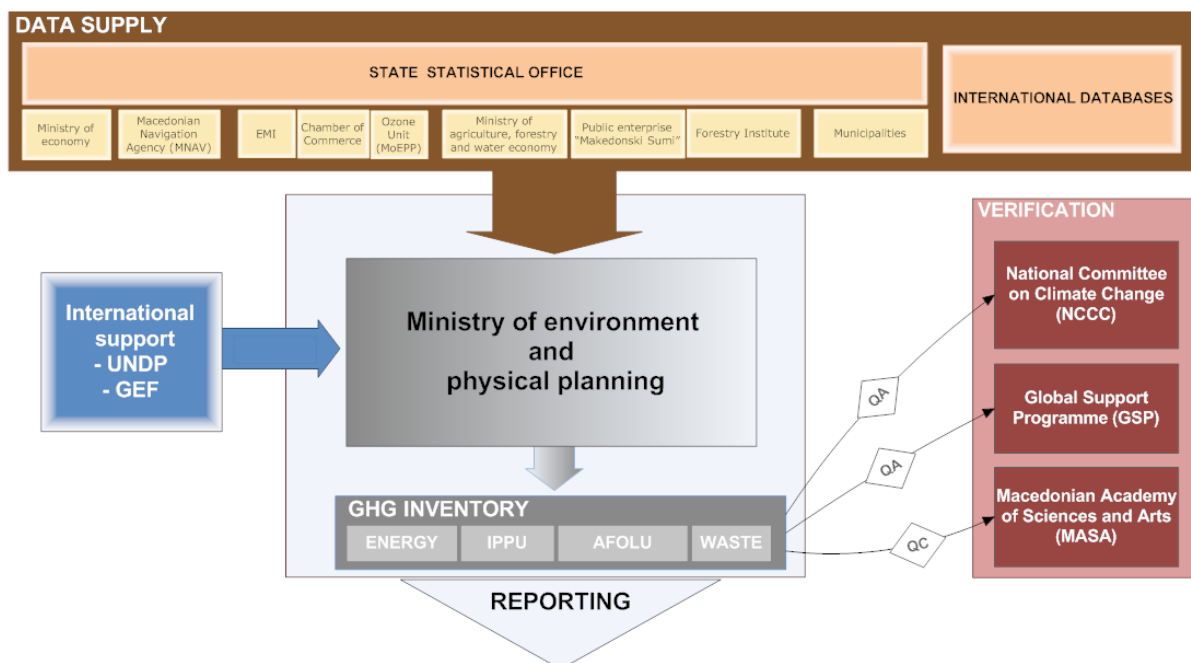 DATA SUPPLY
STATE STATISTICAL OFFICE
INTERNATIONAL DATABASES
Ministry of
economy
Macedonian
Navigation
Agency (MNAV)
EMI
Chamber of
Commerce
Ozone
Unit
(MoEPP)
Ministry of
agriculture, forestry
and water economy
Public enterprise
“Makedonski Sumi”
Forestry Institute
Municipalities
International
support
- UNDP
- GEF
Ministry of environment
and
physical planning
GHG INVENTORY
ENERGY
IPPU
AFOLU
WASTE
REPORTING
QA
QA
QC
VERIFICATION
National Committee
on Climate Change
(NCCC)
Global Support
Programme (GSP)
Macedonian Academy
of Sciences and Arts
(MASA)